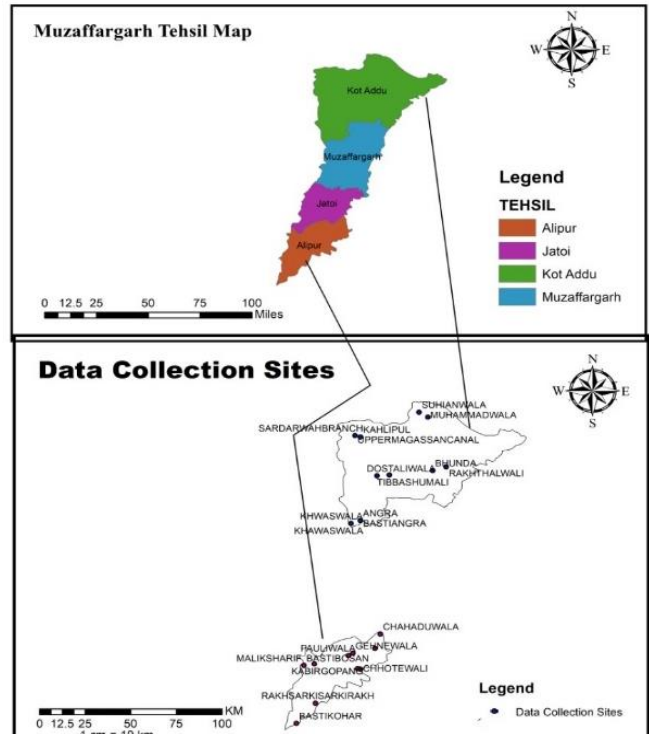 Muzaffargarh Tehsil Map
N
W E
S
Kot Addu
Muzaffargarh
Jatoi
Alipur
Legend
TEHSIL
Alipur
Jatoi
Kot Addu
Muzaffargarh
0 12.5 25 50 75 100
Miles
Data Collection Sites
N
W E
S
SUHIANWALA
MUHAMMADWALA
SARDARWAHBRANCH KAHLIPUL
UPPERMAGASSANCANAL
DOSTALIWALA BHUNDA
TIBBASHUMALI RAKHTHALWALI
KHWASWALA ANGRA
BASTIANGRA
KHAWASWALA
CHAHADUWALA
PAULIWALA GEHNEWALA
MALIKSHARIF BASTIBOSAN
KABIRGOPANG CHHOTEWALI
RAKHSARKISARKIRAKH
BASTIKOHAR
Legend
Data Collection Sites
KM
0 12.5 25 50 75 100